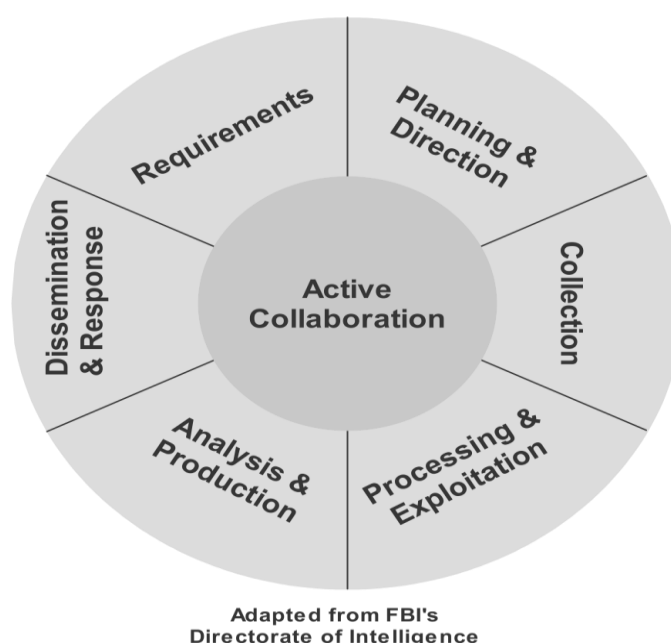 Requirements
Planning &
Direction
Collection
Processing &
Exploitation
Analysis &
Production
Dissemination
& Response
Active
Collaboration
Adapted from FBI's
Directorate of Intelligence